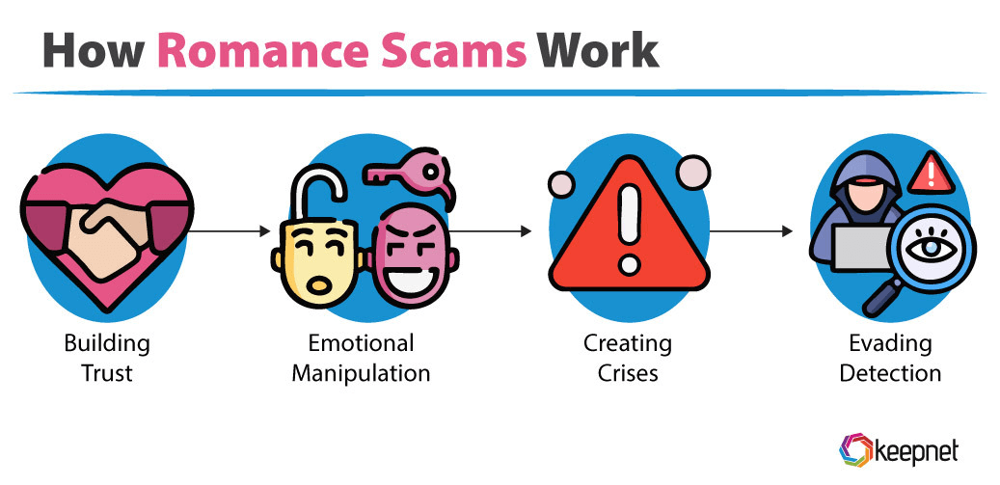 How Romance Scams Work
Building
Trust
Emotional
Manipulation
Creating
Crises
Evading
Detection
keepnet